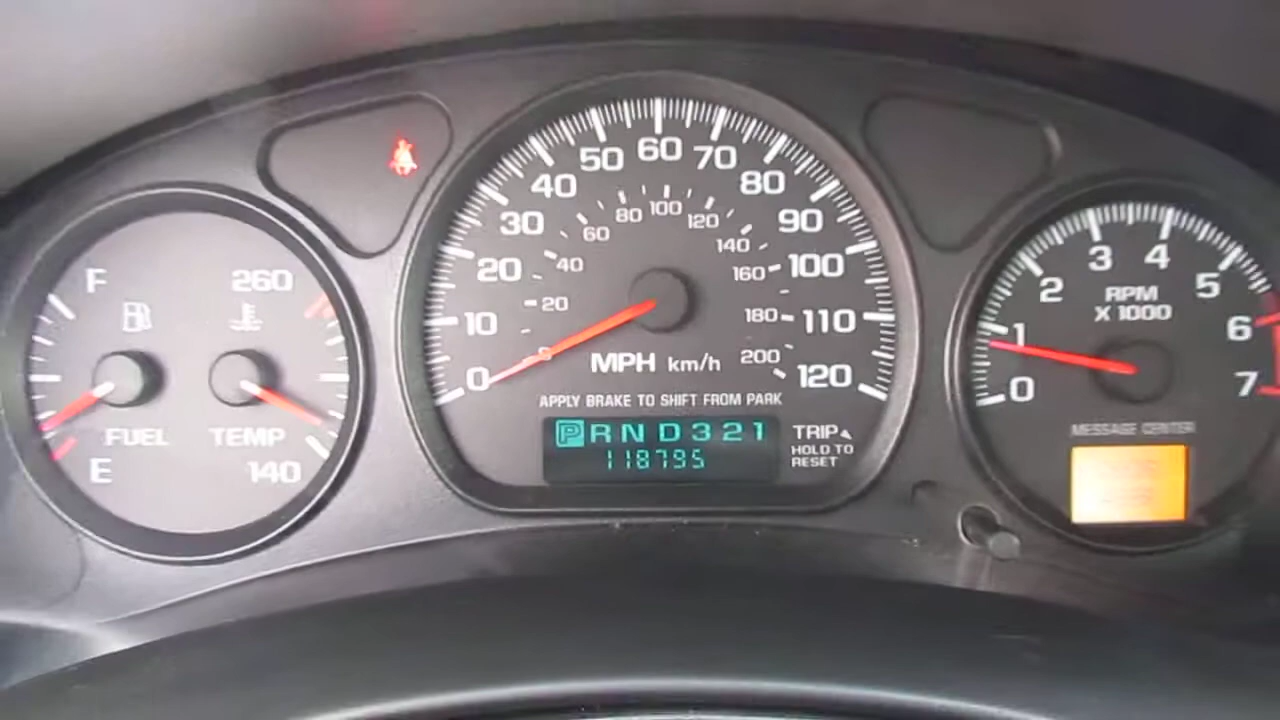 F
260
FUEL
TEMP
E
140
0
10
20
30
40
50
60
70
80
90
100
110
120
0
20
40
60
80
100
120
140
160
180
200
MPH km/h
APPLY BRAKE TO SHIFT FROM PARK
P R N D 3 2 1
118795
TRIP
HOLD TO
RESET
0
1
2
3
4
5
6
7
RPM
X 1000
MESSAGE CENTER